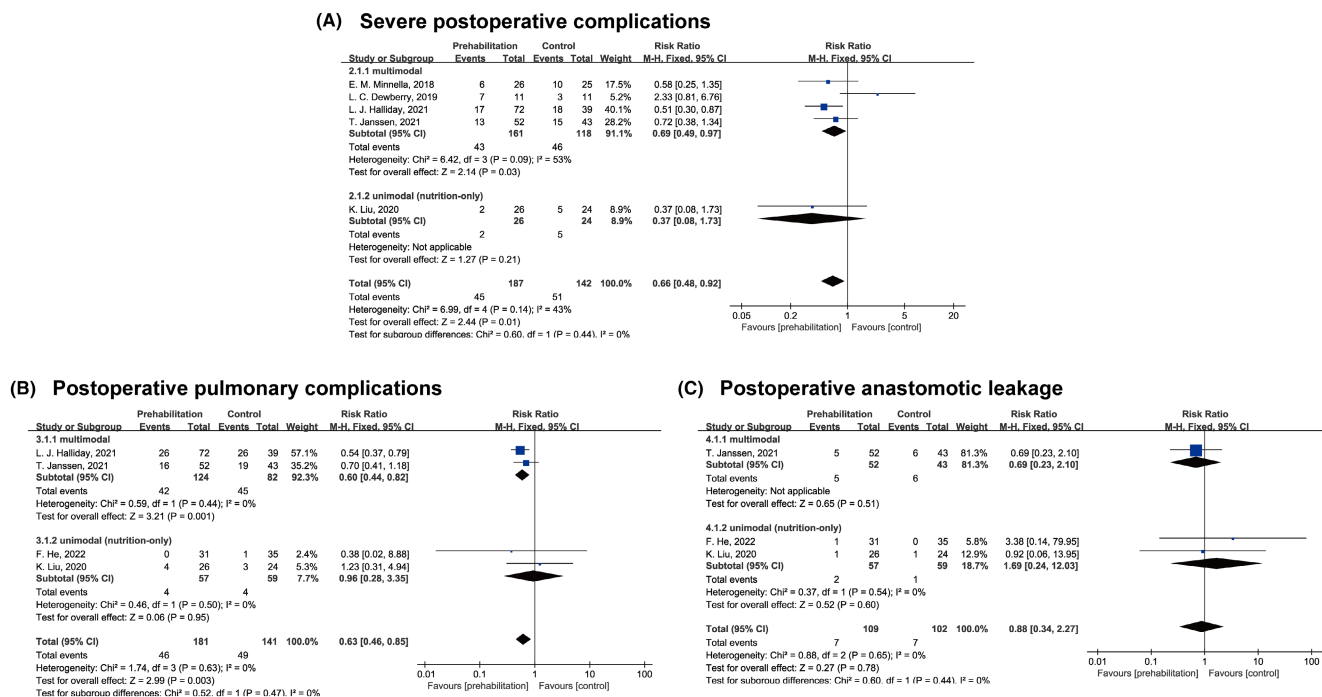 (A) Severe postoperative complications
Prehabilitation Control Risk Ratio Risk Ratio
Study or Subgroup Events Total Events Total Weight M-H. Fixed. 95% CI M-H. Fixed. 95% CI
2.1.1 multimodal
E. M. Minnella, 2018 6 26 10 25 17.5% 0.58 [0.25, 1.35]
L. C. Dewberry, 2019 7 11 3 11 5.2% 2.33 [0.81, 6.76]
L. J. Halliday, 2021 17 72 18 39 40.1% 0.51 [0.30, 0.87]
T. Janssen, 2021 13 52 15 43 28.2% 0.72 [0.38, 1.34]
Subtotal (95% CI) 161 118 91.1% 0.69 [0.49, 0.97]
Total events 43 46
Heterogeneity: Chi² = 6.42, df = 3 (P = 0.09); I² = 53%
Test for overall effect: Z = 2.14 (P = 0.03)
2.1.2 unimodal (nutrition-only)
K. Liu, 2020 2 26 5 24 8.9% 0.37 [0.08, 1.73]
Subtotal (95% CI) 26 24 8.9% 0.37 [0.08, 1.73]
Total events 2 5
Heterogeneity: Not applicable
Test for overall effect: Z = 1.27 (P = 0.21)
Total (95% CI) 187 142 100.0% 0.66 [0.48, 0.92]
Total events 45 51
Heterogeneity: Chi² = 6.99, df = 4 (P = 0.14); I² = 43%
Test for overall effect: Z = 2.44 (P = 0.01)
Test for subgroup differences: Chi² = 0.60. df = 1 (P = 0.44). I² = 0%
0.05 0.2 1 5 20
Favours [prehabilitation] Favours [control]
(B) Postoperative pulmonary complications
Prehabilitation Control Risk Ratio Risk Ratio
Study or Subgroup Events Total Events Total Weight M-H. Fixed. 95% CI M-H. Fixed. 95% CI
3.1.1 multimodal
L. J. Halliday, 2021 26 72 26 39 57.1% 0.54 [0.37, 0.79]
T. Janssen, 2021 16 52 19 43 35.2% 0.70 [0.41, 1.18]
Subtotal (95% CI) 124 82 92.3% 0.60 [0.44, 0.82]
Total events 42 45
Heterogeneity: Chi² = 0.59, df = 1 (P = 0.44); I² = 0%
Test for overall effect: Z = 3.21 (P = 0.001)
3.1.2 unimodal (nutrition-only)
F. He, 2022 0 31 1 35 2.4% 0.38 [0.02, 8.88]
K. Liu, 2020 4 26 3 24 5.3% 1.23 [0.31, 4.94]
Subtotal (95% CI) 57 59 7.7% 0.96 [0.28, 3.35]
Total events 4 4
Heterogeneity: Chi² = 0.46, df = 1 (P = 0.50); I² = 0%
Test for overall effect: Z = 0.06 (P = 0.95)
Total (95% CI) 181 141 100.0% 0.63 [0.46, 0.85]
Total events 46 49
Heterogeneity: Chi² = 1.74, df = 3 (P = 0.63); I² = 0%
Test for overall effect: Z = 2.99 (P = 0.003)
Test for subgroup differences: Chi² = 0.52. df = 1 (P = 0.47). I² = 0%
0.01 0.1 1 10 100
Favours [prehabilitation] Favours [control]
(C) Postoperative anastomotic leakage
Prehabilitation Control Risk Ratio Risk Ratio
Study or Subgroup Events Total Events Total Weight M-H. Fixed. 95% CI M-H. Fixed. 95% CI
4.1.1 multimodal
T. Janssen, 2021 5 52 6 43 81.3% 0.69 [0.23, 2.10]
Subtotal (95% CI) 52 43 81.3% 0.69 [0.23, 2.10]
Total events 5 6
Heterogeneity: Not applicable
Test for overall effect: Z = 0.65 (P = 0.51)
4.1.2 unimodal (nutrition-only)
F. He, 2022 1 31 0 35 5.8% 3.38 [0.14, 79.95]
K. Liu, 2020 1 26 1 24 12.9% 0.92 [0.06, 13.95]
Subtotal (95% CI) 57 59 18.7% 1.69 [0.24, 12.03]
Total events 2 1
Heterogeneity: Chi² = 0.37, df = 1 (P = 0.54); I² = 0%
Test for overall effect: Z = 0.52 (P = 0.60)
Total (95% CI) 109 102 100.0% 0.88 [0.34, 2.27]
Total events 7 7
Heterogeneity: Chi² = 0.88, df = 2 (P = 0.65); I² = 0%
Test for overall effect: Z = 0.27 (P = 0.78)
Test for subgroup differences: Chi² = 0.60. df = 1 (P = 0.44). I² = 0%
0.01 0.1 1 10 100
Favours [prehabilitation] Favours [control]